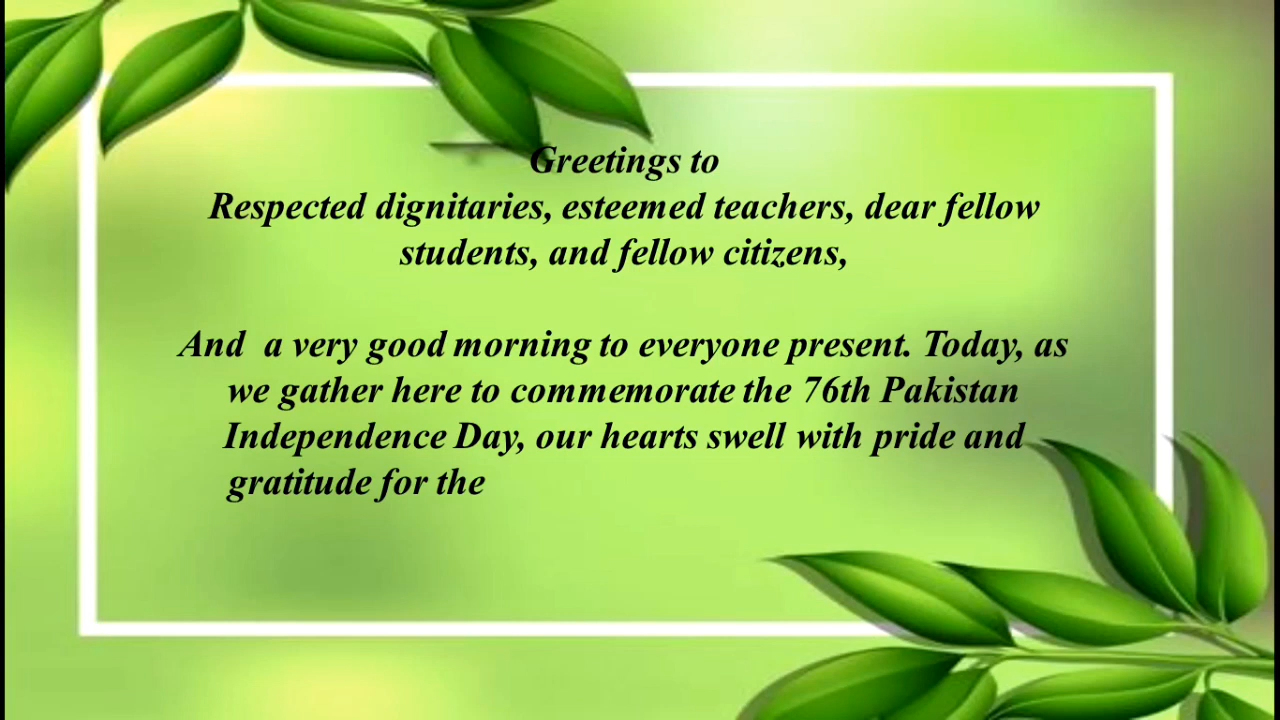 Greetings to
Respected dignitaries, esteemed teachers, dear fellow
students, and fellow citizens,
And a very good morning to everyone present. Today, as
we gather here to commemorate the 76th Pakistan
Independence Day, our hearts swell with pride and
gratitude for the